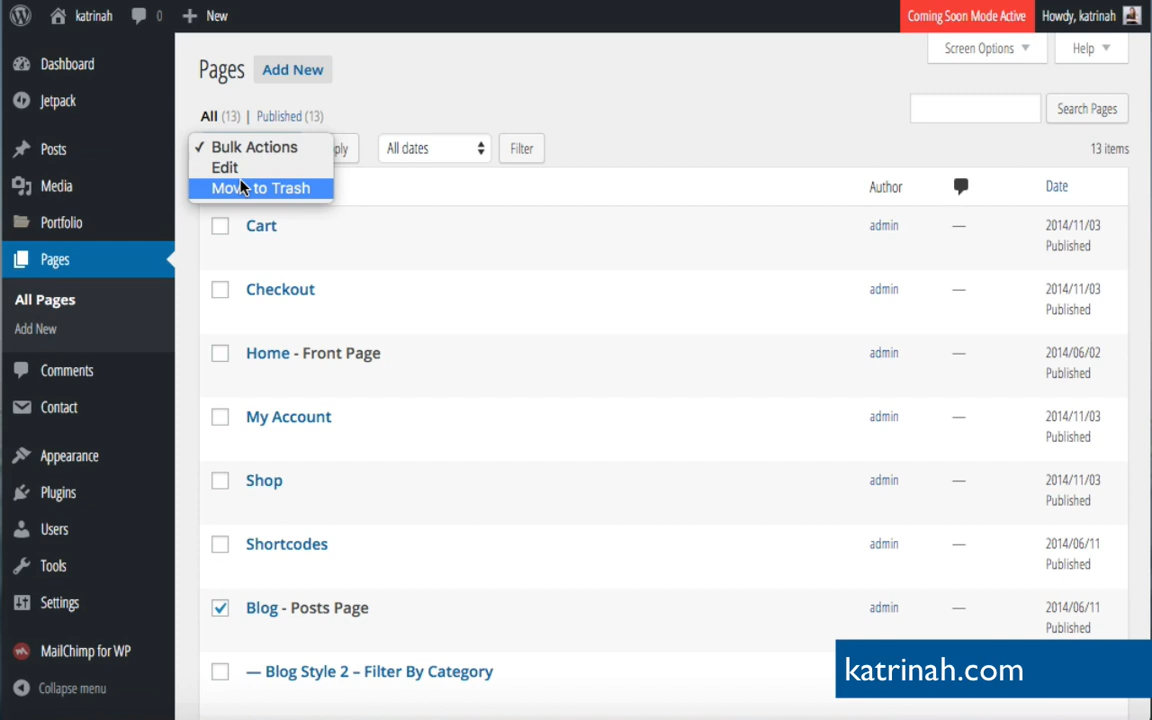 katrinah 0 New Coming Soon Mode Active Howdy, katrinah
Screen Options Help
Dashboard
Jetpack
Posts
Media
Portfolio
Pages
All Pages
Add New
Comments
Contact
Appearance
Plugins
Users
Tools
Settings
MailChimp for WP
Collapse menu
Pages Add New
All (13) | Published (13)
Search Pages
Bulk Actions
Edit
Move to Trash
All dates Filter 13 items
Author Date
Cart admin — 2014/11/03
Published
Checkout admin — 2014/11/03
Published
Home - Front Page admin — 2014/06/02
Published
My Account admin — 2014/11/03
Published
Shop admin — 2014/11/03
Published
Shortcodes admin — 2014/06/11
Published
Blog - Posts Page admin — 2014/06/11
Published
— Blog Style 2 – Filter By Category
katrinah.com